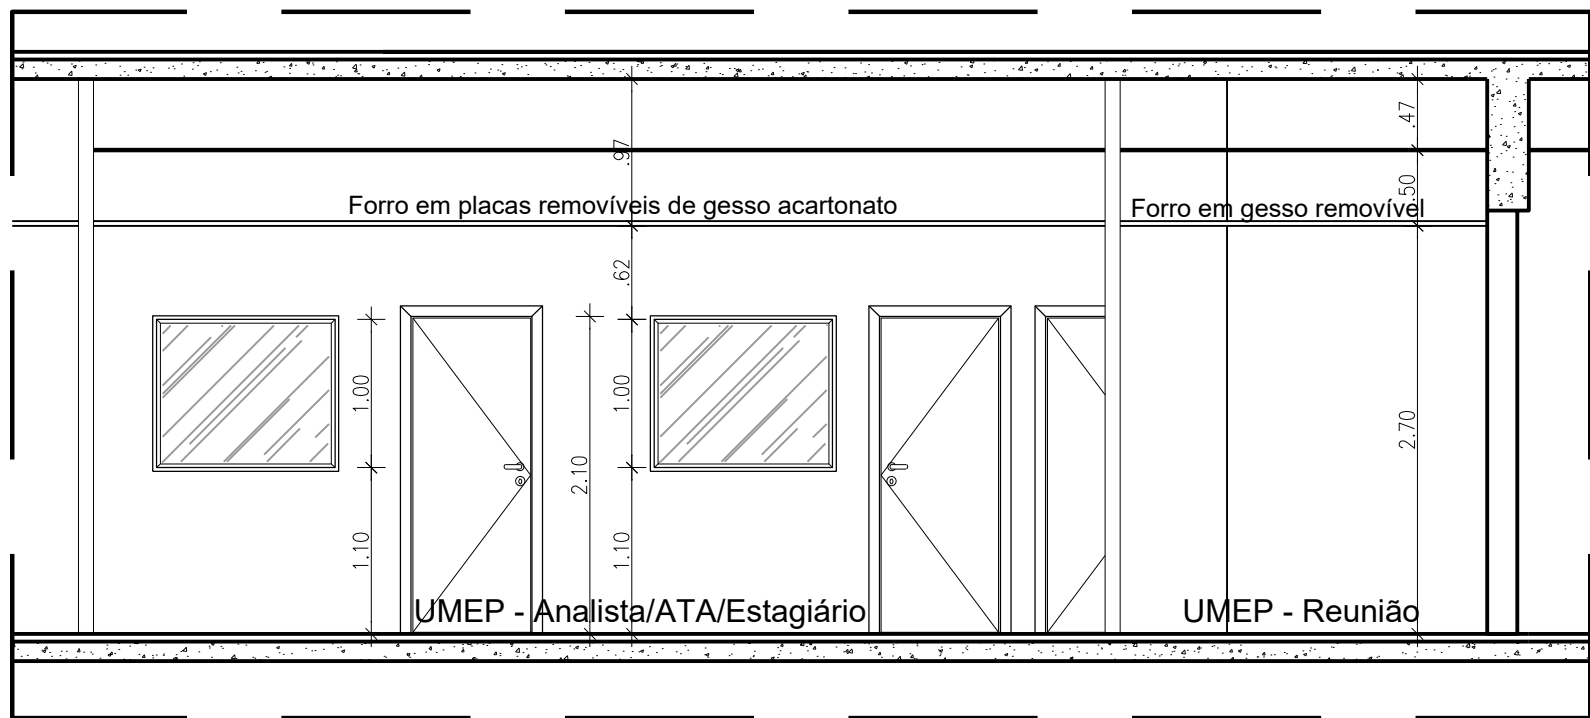 .47
.97
.50
Forro em placas removíveis de gesso acartonato
Forro em gesso removível
.62
1.00
1.00
2.70
2.10
1.10
1.10
UMEP - Analista/ATA/Estagiário
UMEP - Reunião